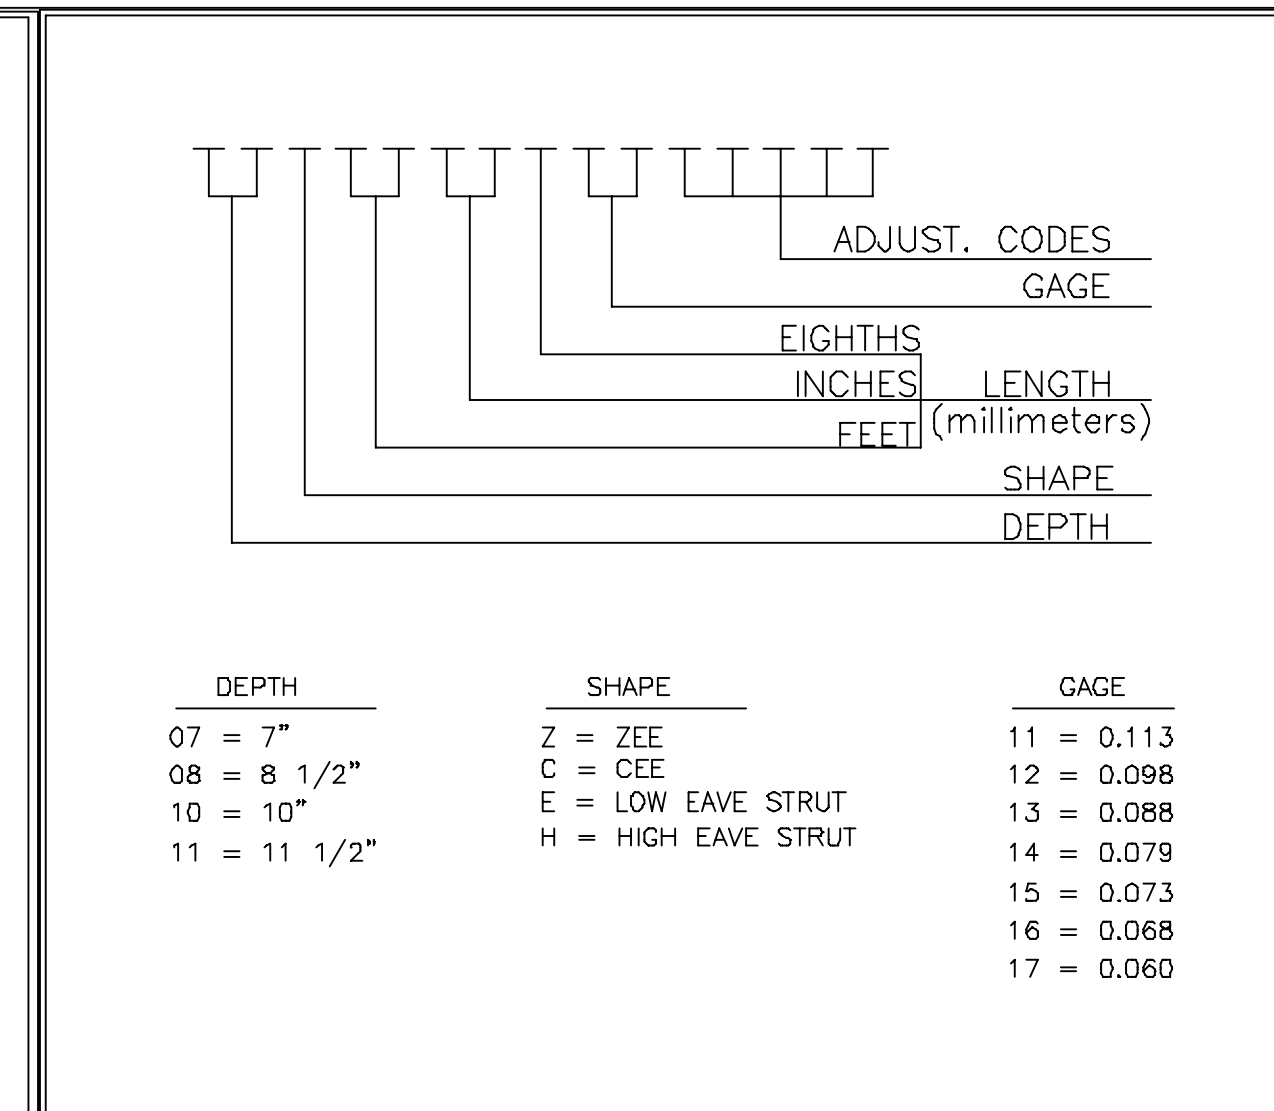 ADJUST. CODES
GAGE
EIGHTHS
INCHES LENGTH
(millimeters)
FEET
SHAPE
DEPTH
DEPTH SHAPE GAGE
07 = 7" Z = ZEE 11 = 0.113
08 = 8 1/2" C = CEE 12 = 0.098
10 = 10" E = LOW EAVE STRUT 13 = 0.088
11 = 11 1/2" H = HIGH EAVE STRUT 14 = 0.079
15 = 0.073
16 = 0.068
17 = 0.060